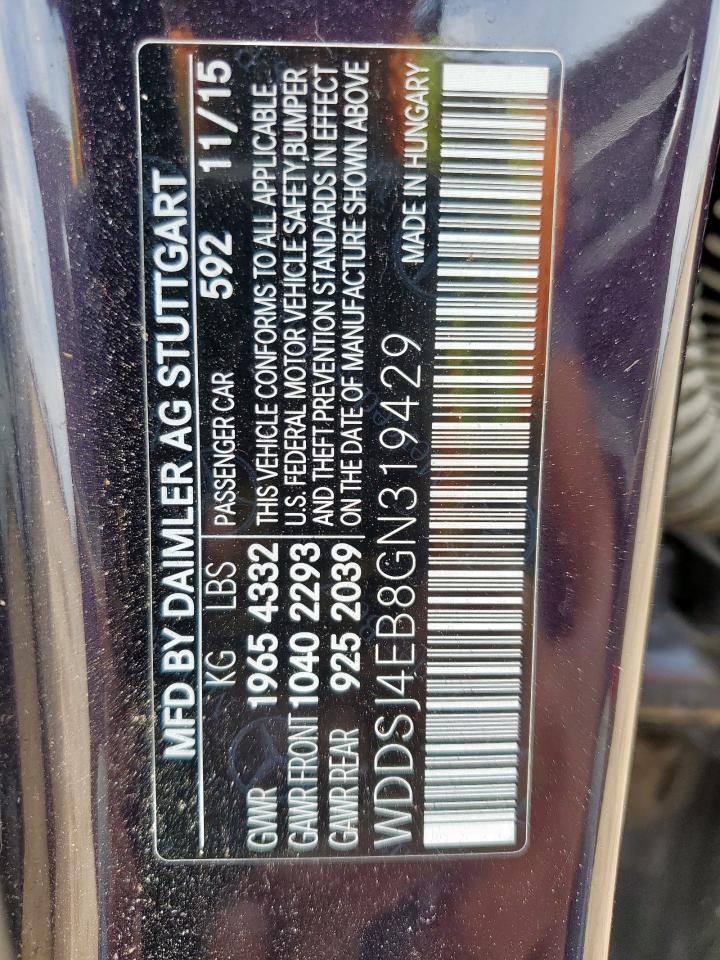 MFD BY DAIMLER AG STUTTGART
KG LBS PASSENGER CAR 592 11/15
GWR 1965 4332 THIS VEHICLE CONFORMS TO ALL APPLICABLE
GAWR FRONT 1040 2293 U.S. FEDERAL MOTOR VEHICLE SAFETY,BUMPER
GAWR REAR 925 2039 AND THEFT PREVENTION STANDARDS IN EFFECT
ON THE DATE OF MANUFACTURE SHOWN ABOVE
WDDSJ4EB8GN319429 MADE IN HUNGARY